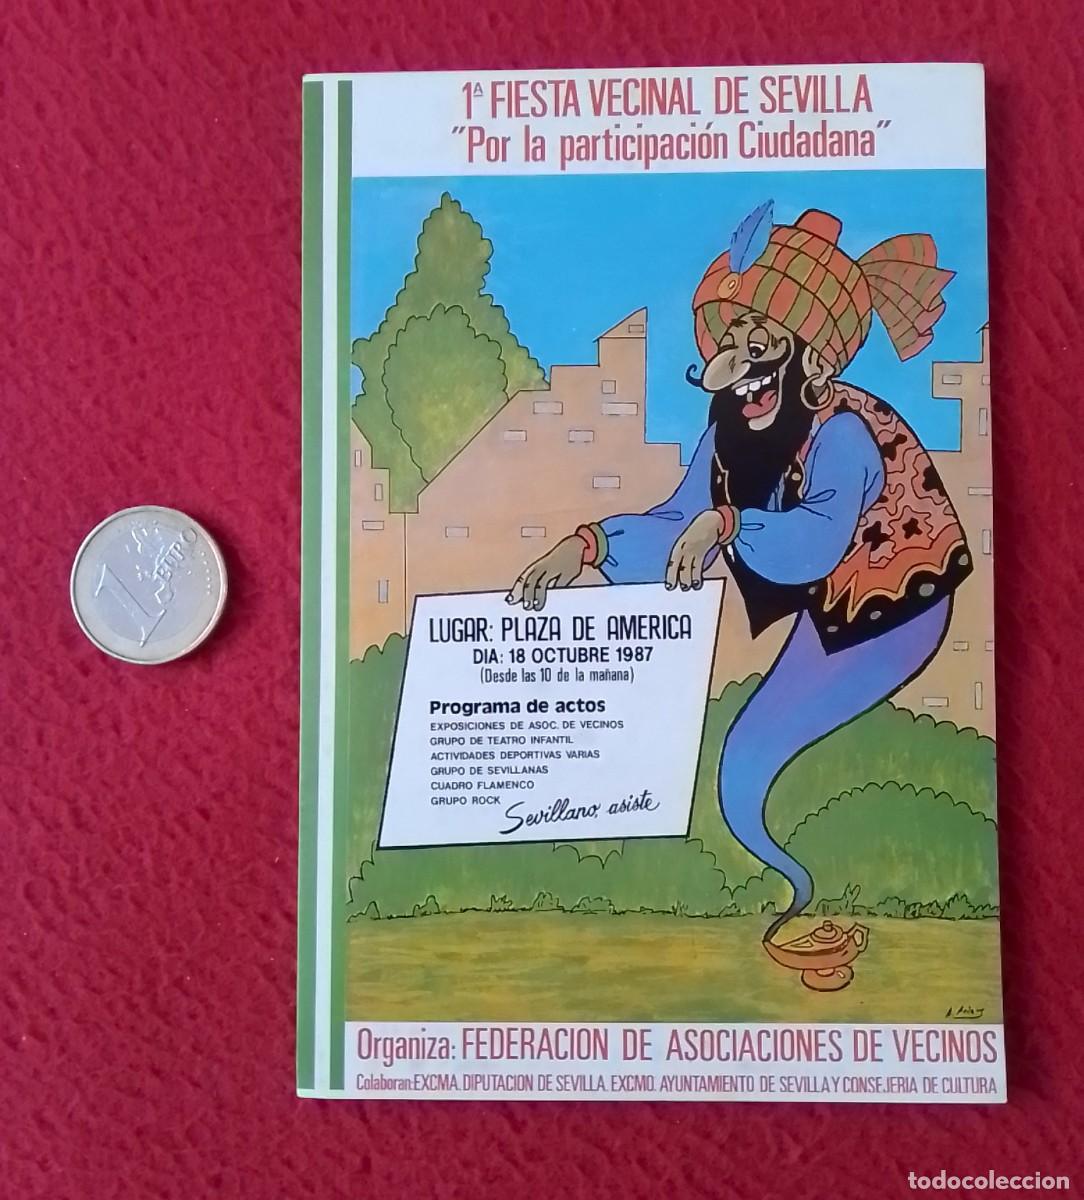 1ª FIESTA VECINAL DE SEVILLA
"Por la participación Ciudadana"
LUGAR: PLAZA DE AMERICA
DIA: 18 OCTUBRE 1987
(Desde las 10 de la mañana)
Programa de actos
EXPOSICIONES DE ASOC. DE VECINOS
GRUPO DE TEATRO INFANTIL
ACTIVIDADES DEPORTIVAS VARIAS
GRUPO DE SEVILLANAS
CUADRO FLAMENCO
GRUPO ROCK
Sevillano, asiste
Organiza: FEDERACION DE ASOCIACIONES DE VECINOS
Colaboran: EXCMA. DIPUTACION DE SEVILLA. EXCMO. AYUNTAMIENTO DE SEVILLA Y CONSEJERIA DE CULTURA
1 EURO
todocoleccion